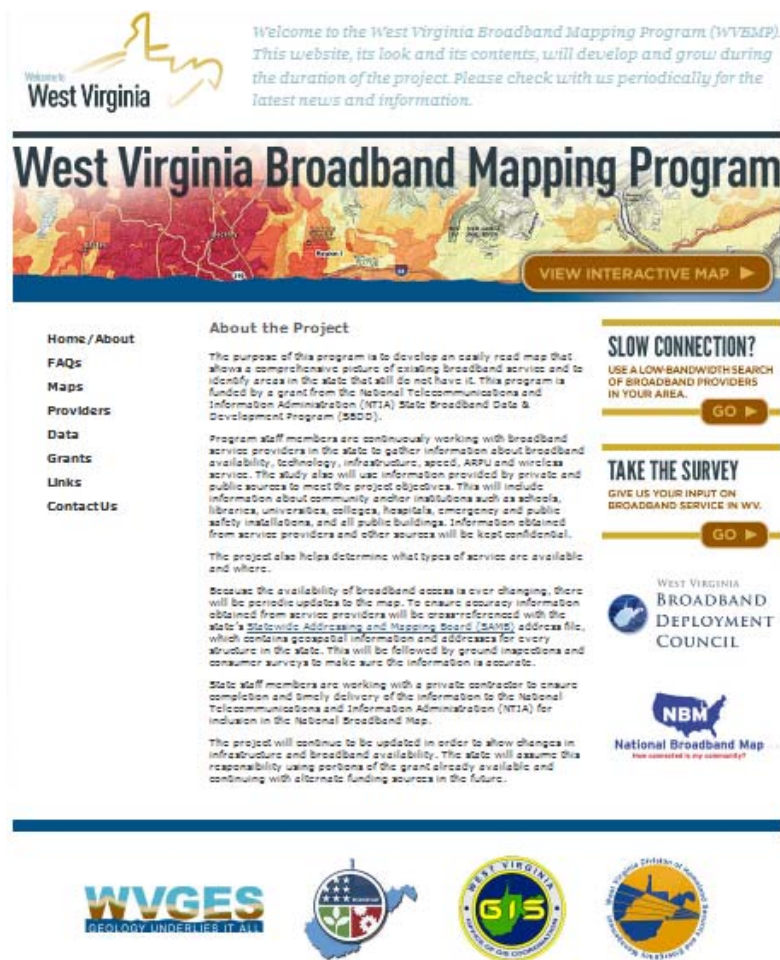 Welcome to
West Virginia
Welcome to the West Virginia Broadband Mapping Program (WVBMP).
This website, its look and its contents, will develop and grow during
the duration of the project. Please check with us periodically for the
latest news and information.
West Virginia Broadband Mapping Program
VIEW INTERACTIVE MAP
Home/About
FAQs
Maps
Providers
Data
Grants
Links
Contact Us
About the Project
The purpose of this program is to develop an easily read map that
shows a comprehensive picture of existing broadband service and to
identify areas in the state that still do not have it. This program is
funded by a grant from the National Telecommunications and
Information Administration (NTIA) State Broadband Data &
Development Program (SBDD).
Program staff members are continuously working with broadband
service providers in the state to gather information about broadband
availability, technology, infrastructure, speed, ARPU and wireless
service. The study also will use information provided by private and
public sources to meet the project objectives. This will include
information about community anchor institutions such as schools,
libraries, universities, colleges, hospitals, emergency and public
safety installations, and all public buildings. Information obtained
from service providers and other sources will be kept confidential.
The project also helps determine what types of service are available
and where.
Because the availability of broadband access is ever changing, there
will be periodic updates to the map. To ensure accuracy information
obtained from service providers will be cross-referenced with the
state's Statewide Addressing and Mapping Board (SAMB) address file,
which contains geospatial information and addresses for every
structure in the state. This will be followed by ground inspections and
consumer surveys to make sure the information is accurate.
State staff members are working with a private contractor to ensure
completion and timely delivery of the information to the National
Telecommunications and Information Administration (NTIA) for
inclusion in the National Broadband Map.
The project will continue to be updated in order to show changes in
infrastructure and broadband availability. The state will assume this
responsibility using portions of the grant already available and
continuing with alternate funding sources in the future.
SLOW CONNECTION?
USE A LOW-BANDWIDTH SEARCH
OF BROADBAND PROVIDERS
IN YOUR AREA.
GO
TAKE THE SURVEY
GIVE US YOUR INPUT ON
BROADBAND SERVICE IN WV.
GO
WEST VIRGINIA
BROADBAND
DEPLOYMENT
COUNCIL
NBM
National Broadband Map
How connected is my community?
WVGES
GEOLOGY UNDERLIES IT ALL
WEST VIRGINIA
GIS
OFFICE OF GIS COORDINATION
West Virginia Division of Homeland Security and Emergency Management